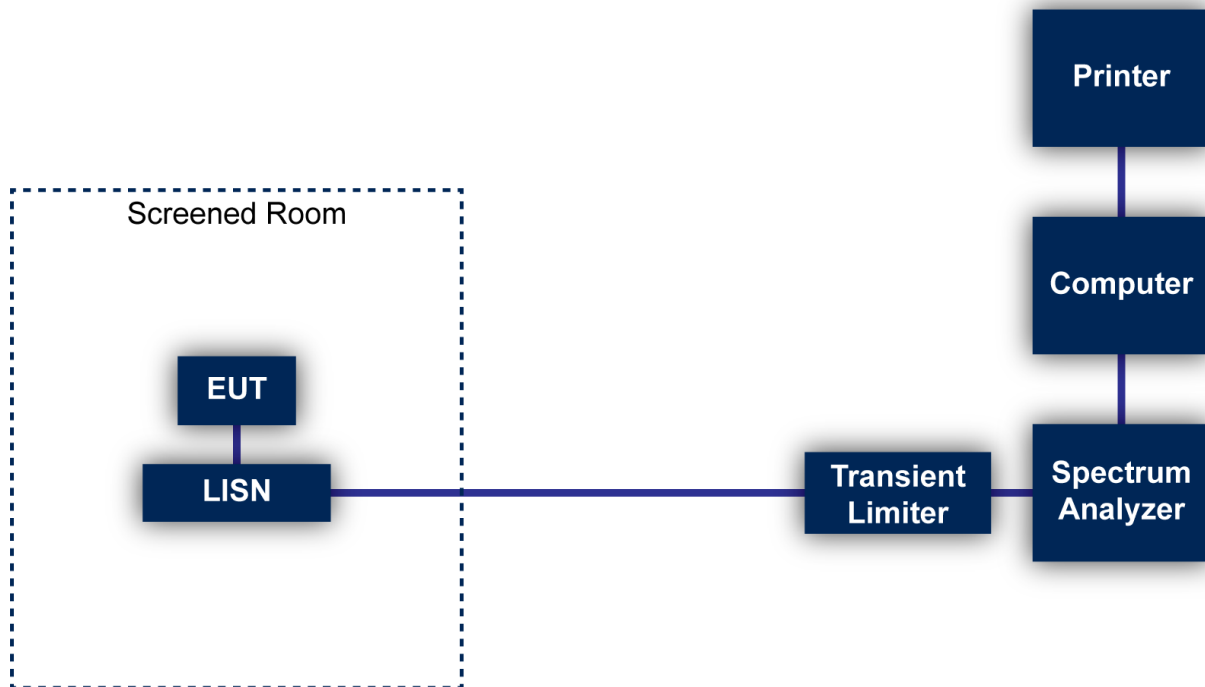 Printer
Screened Room
Computer
EUT
LISN
Transient
Limiter
Spectrum
Analyzer